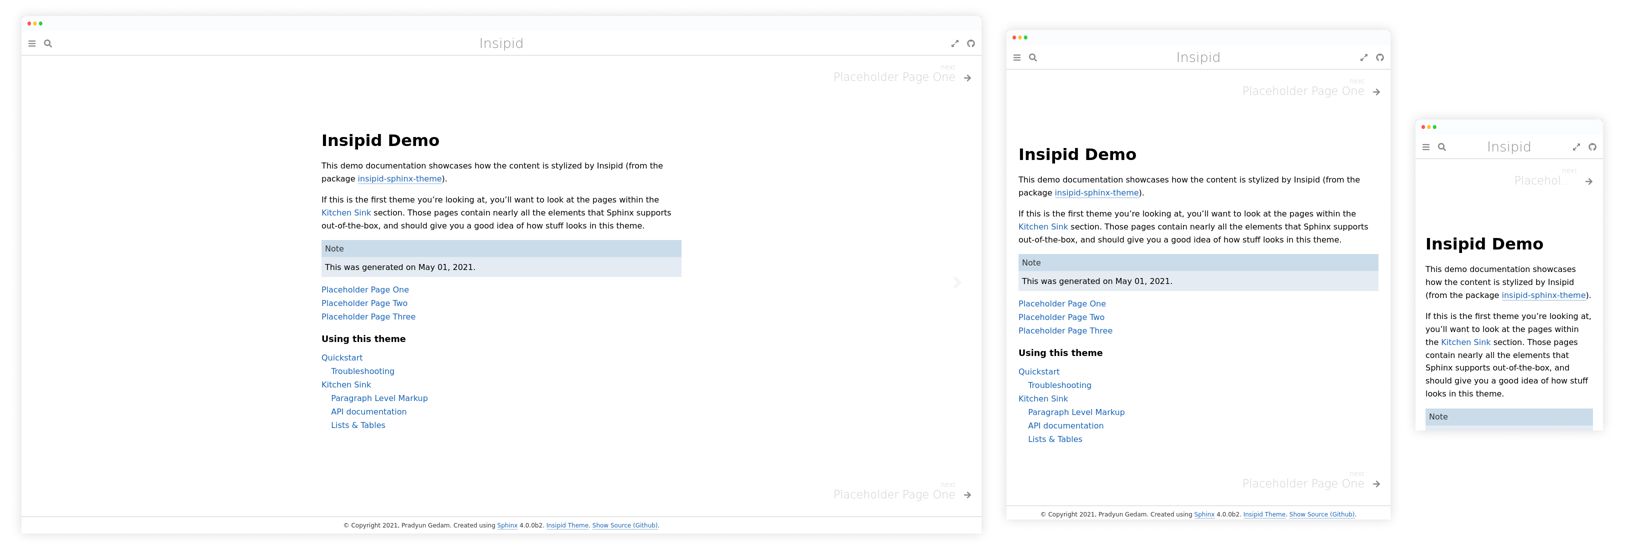 Insipid
next
Placeholder Page One
Insipid Demo
This demo documentation showcases how the content is stylized by Insipid (from the
package insipid-sphinx-theme).
If this is the first theme you’re looking at, you’ll want to look at the pages within the
Kitchen Sink section. Those pages contain nearly all the elements that Sphinx supports
out-of-the-box, and should give you a good idea of how stuff looks in this theme.
Note
This was generated on May 01, 2021.
Placeholder Page One
Placeholder Page Two
Placeholder Page Three
Using this theme
Quickstart
Troubleshooting
Kitchen Sink
Paragraph Level Markup
API documentation
Lists & Tables
next
Placeholder Page One
© Copyright 2021, Pradyun Gedam. Created using Sphinx 4.0.0b2. Insipid Theme. Show Source (Github).
Insipid
next
Placeholder Page One
Insipid Demo
This demo documentation showcases how the content is stylized by Insipid (from the
package insipid-sphinx-theme).
If this is the first theme you’re looking at, you’ll want to look at the pages within the
Kitchen Sink section. Those pages contain nearly all the elements that Sphinx supports
out-of-the-box, and should give you a good idea of how stuff looks in this theme.
Note
This was generated on May 01, 2021.
Placeholder Page One
Placeholder Page Two
Placeholder Page Three
Using this theme
Quickstart
Troubleshooting
Kitchen Sink
Paragraph Level Markup
API documentation
Lists & Tables
next
Placeholder Page One
© Copyright 2021, Pradyun Gedam. Created using Sphinx 4.0.0b2. Insipid Theme. Show Source (Github).
Insipid
next
Placehol…
Insipid Demo
This demo documentation showcases
how the content is stylized by Insipid
(from the package insipid-sphinx-theme).
If this is the first theme you’re looking at,
you’ll want to look at the pages within
the Kitchen Sink section. Those pages
contain nearly all the elements that
Sphinx supports out-of-the-box, and
should give you a good idea of how stuff
looks in this theme.
Note